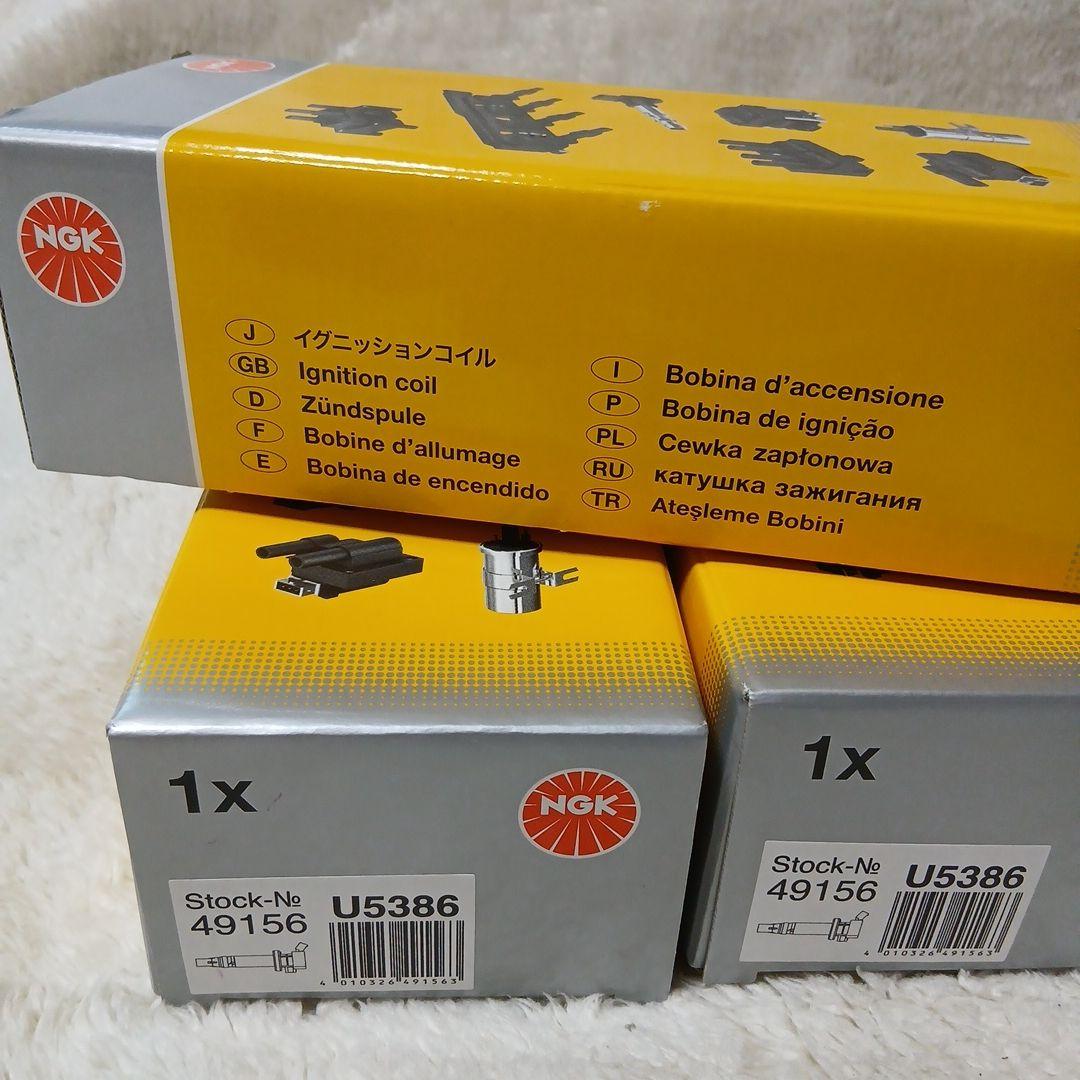 NGK
J イグニッションコイル
GB Ignition coil
D Zündspule
F Bobine d'allumage
E Bobina de encendido
I Bobina d'accensione
P Bobina de ignição
PL Cewka zapłonowa
RU катушка зажигания
TR Ateşleme Bobini
1x
NGK
Stock-№
49156
U5386
4 010326 491563
1x
Stock-№
49156
U5386
4 010326 491563